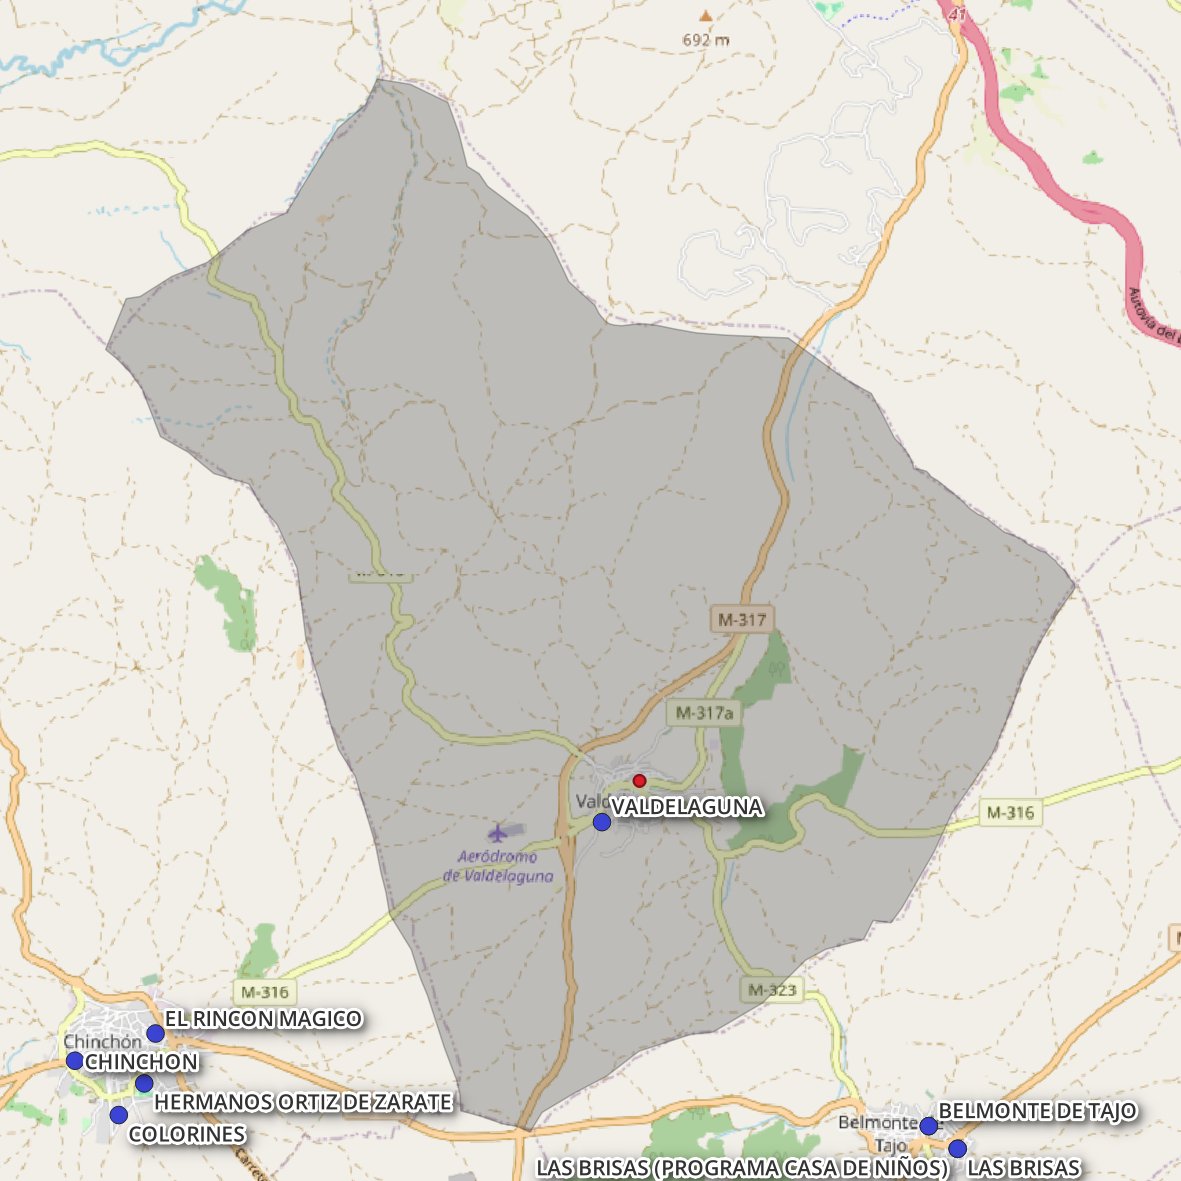 41
692 m
Autovía del
M-317
M-317a
VALDELAGUNA
M-316
Aeródromo
de Valdelaguna
M-316
M-323
EL RINCON MAGICO
Chinchón
CHINCHON
HERMANOS ORTIZ DE ZARATE
COLORINES
BELMONTE DE TAJO
Belmonte
Tajo
LAS BRISAS (PROGRAMA CASA DE NIÑOS)
LAS BRISAS